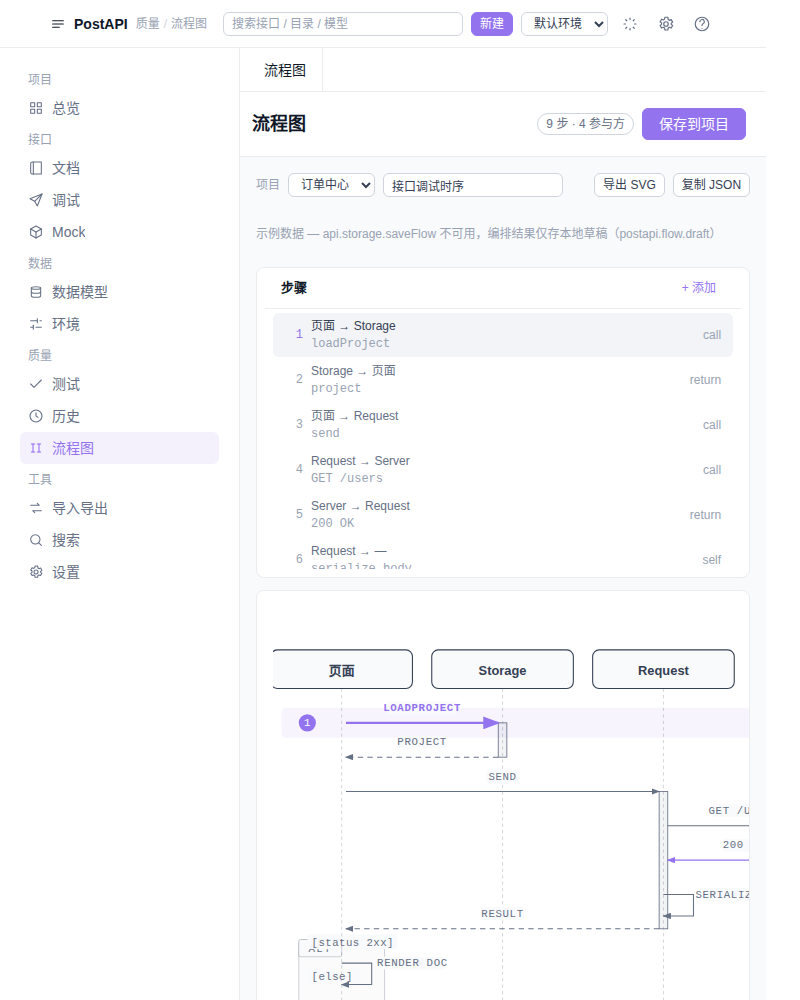 PostAPI 质量 / 流程图 搜索接口 / 目录 / 模型 新建 默认环境
项目
总览
接口
文档
调试
Mock
数据
数据模型
环境
质量
测试
历史
流程图
工具
导入导出
搜索
设置
流程图
流程图 9 步 · 4 参与方 保存到项目
项目 订单中心 接口调试时序 导出 SVG 复制 JSON
示例数据 — api.storage.saveFlow 不可用，编排结果仅存本地草稿（postapi.flow.draft）
步骤 + 添加
1 页面 → Storage call
loadProject
2 Storage → 页面 return
project
3 页面 → Request call
send
4 Request → Server call
GET /users
5 Server → Request return
200 OK
6 Request → — self
serialize body
页面 Storage Request
LOADPROJECT
1
PROJECT
SEND
GET /U
200
SERIALIZ
RESULT
[status 2xx]
RENDER DOC
[else]